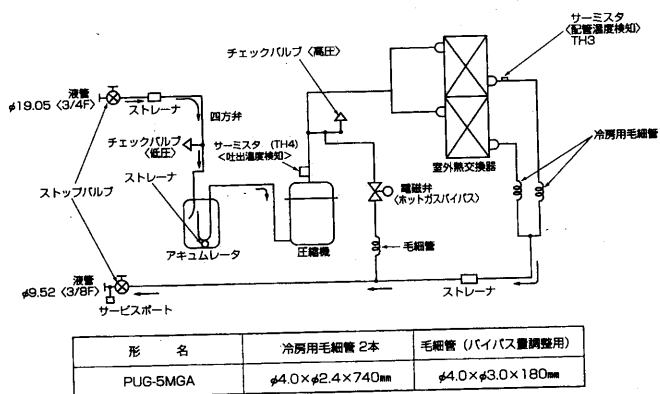 サーミスタ
〈配管温度検知〉
TH3
チェックバルブ〈高圧〉
液管
φ19.05〈3/4F〉
ストレーナ
四方弁
チェックバルブ
〈低圧〉
サーミスタ (TH4)
〈吐出温度検知〉
冷房用毛細管
室外熱交換器
ストップバルブ
ストレーナ
電磁弁
〈ホットガスバイパス〉
アキュムレータ
圧縮機
毛細管
液管
φ9.52〈3/8F〉
サービスポート
ストレーナ
形 名 冷房用毛細管 2本 毛細管(バイパス量調整用)
PUG-5MGA φ4.0×φ2.4×740mm φ4.0×φ3.0×180mm